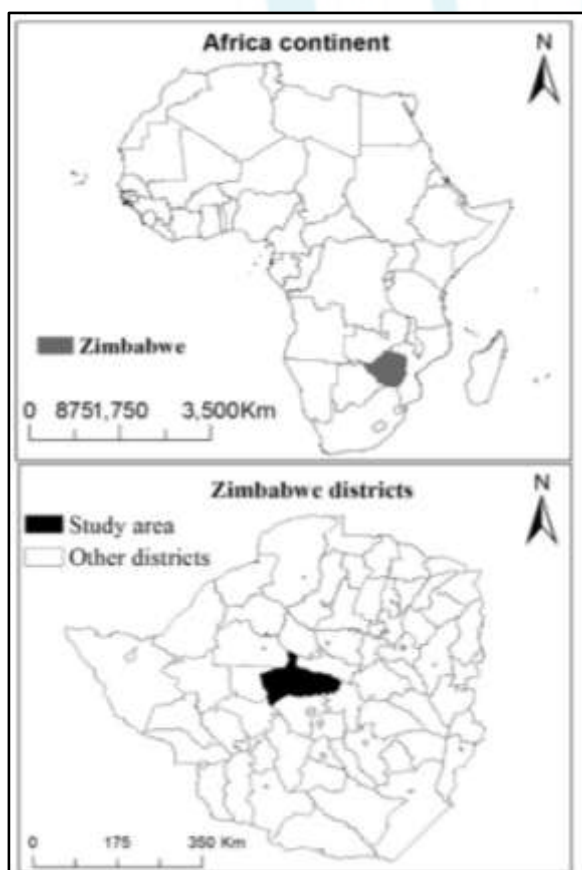 Africa continent
N
Zimbabwe
0 8751,750 3,500Km
Zimbabwe districts
N
Study area
Other districts
0 175 350 Km